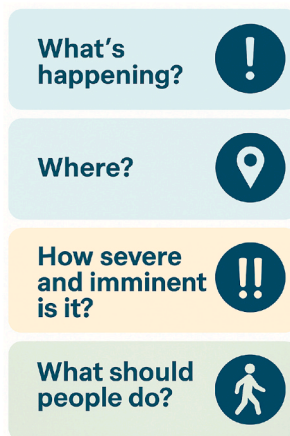 What’s
happening?
Where?
How severe
and imminent
is it?
What should
people do?